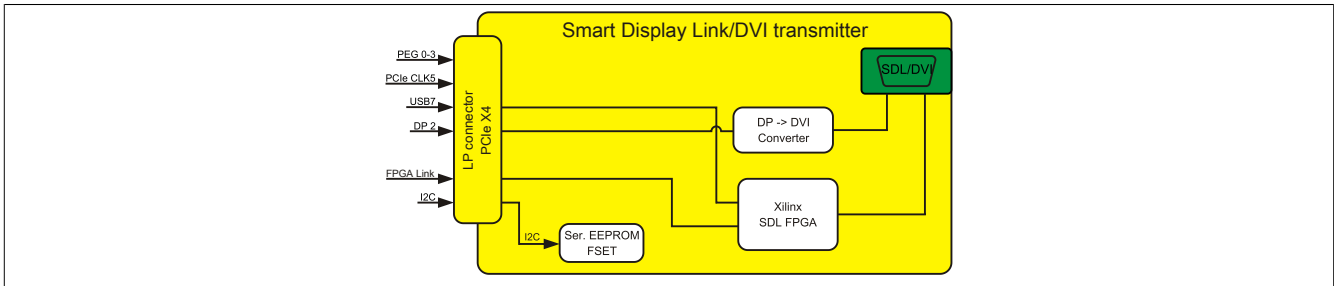 Smart Display Link/DVI transmitter
PEG 0-3
PCIe CLK5
USB7
DP 2
FPGA Link
I2C
LP connector
PCIe X4
SDL/DVI
DP -> DVI
Converter
Xilinx
SDL FPGA
I2C
Ser. EEPROM
FSET